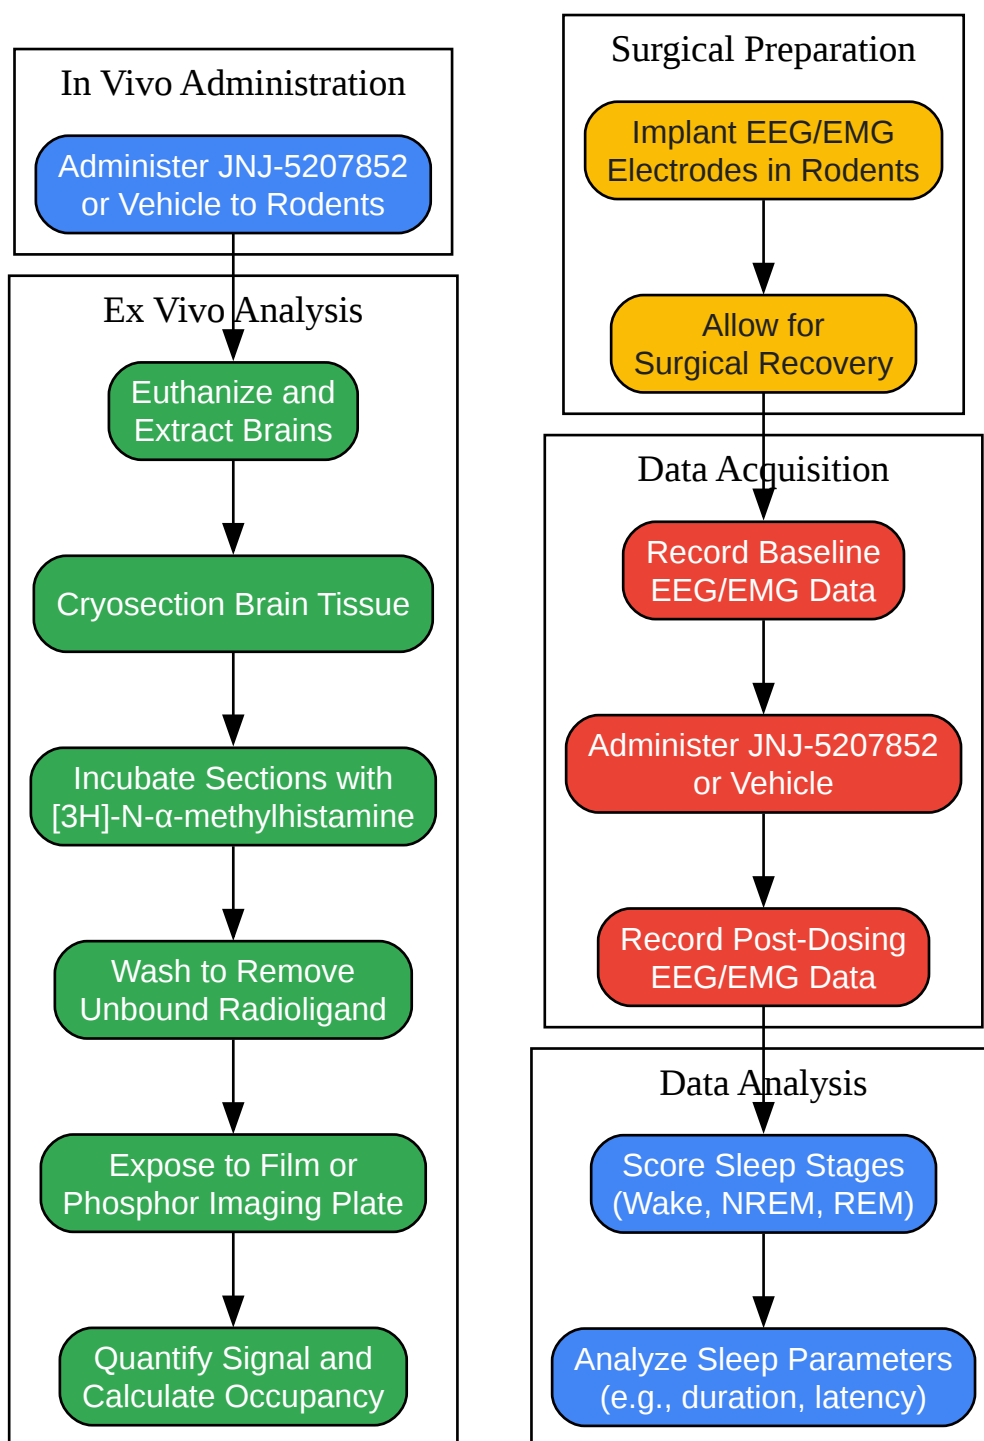 In Vivo Administration
Administer JNJ-5207852
or Vehicle to Rodents
Ex Vivo Analysis
Euthanize and
Extract Brains
Cryosection Brain Tissue
Incubate Sections with
[3H]-N-α-methylhistamine
Wash to Remove
Unbound Radioligand
Expose to Film or
Phosphor Imaging Plate
Quantify Signal and
Calculate Occupancy
Surgical Preparation
Implant EEG/EMG
Electrodes in Rodents
Allow for
Surgical Recovery
Data Acquisition
Record Baseline
EEG/EMG Data
Administer JNJ-5207852
or Vehicle
Record Post-Dosing
EEG/EMG Data
Data Analysis
Score Sleep Stages
(Wake, NREM, REM)
Analyze Sleep Parameters
(e.g., duration, latency)